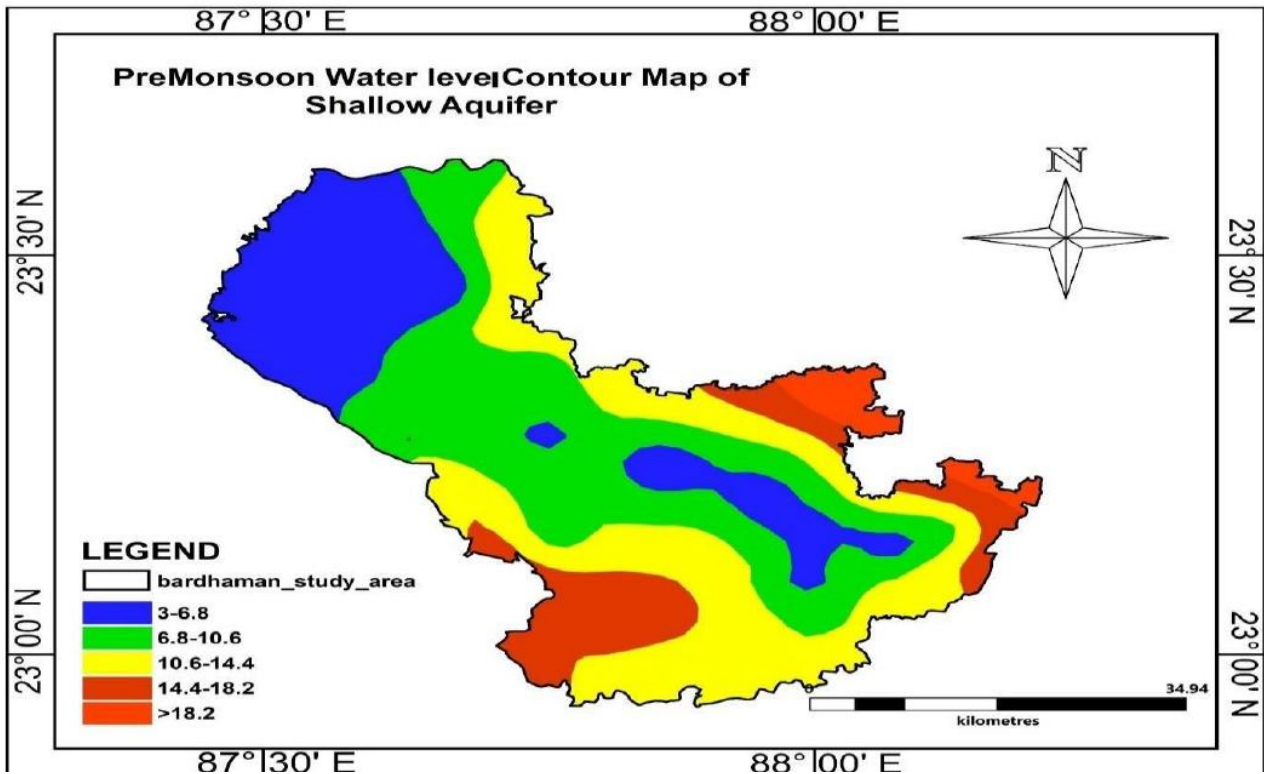 87° 30' E
88° 00' E
PreMonsoon Water level Contour Map of
Shallow Aquifer
N
23° 30' N
23° 30' N
LEGEND
bardhaman_study_area
3-6.8
6.8-10.6
10.6-14.4
14.4-18.2
>18.2
23° 00' N
23° 00' N
0
34.94
kilometres
87° 30' E
88° 00' E